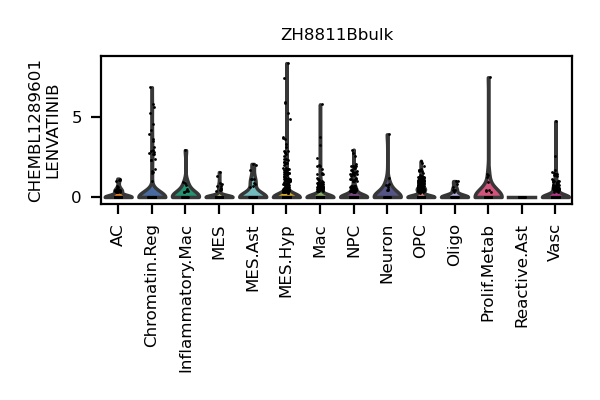 ZH8811Bbulk
CHEMBL1289601
LENVATINIB
5
0
AC
Chromatin.Reg
Inflammatory.Mac
MES
MES.Ast
MES.Hyp
Mac
NPC
Neuron
OPC
Oligo
Prolif.Metab
Reactive.Ast
Vasc